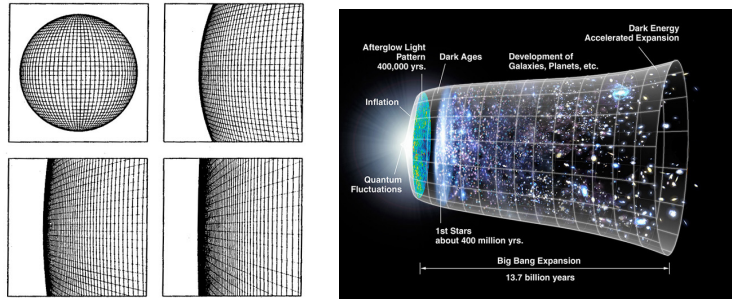 Dark Energy
Accelerated Expansion
Afterglow Light
Pattern
400,000 yrs.
Dark Ages
Development of
Galaxies, Planets, etc.
Inflation
Quantum
Fluctuations
1st Stars
about 400 million yrs.
Big Bang Expansion
13.7 billion years